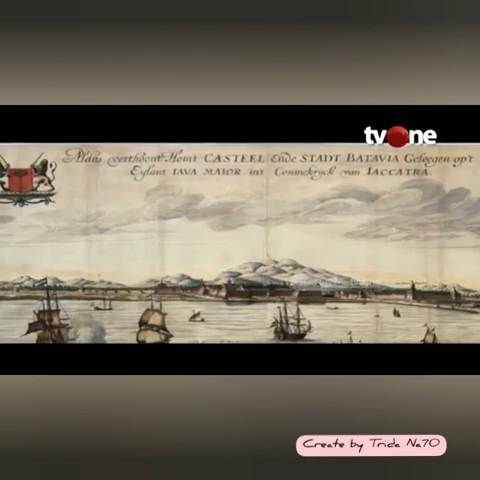 tvOne
Aldus verthoont Hem't CASTEEL Ende STADT BATAVIA Gelegen op't
Eylant IAVA MAIOR int Coninckryck van IACCATRA.
Create by Trida Na70